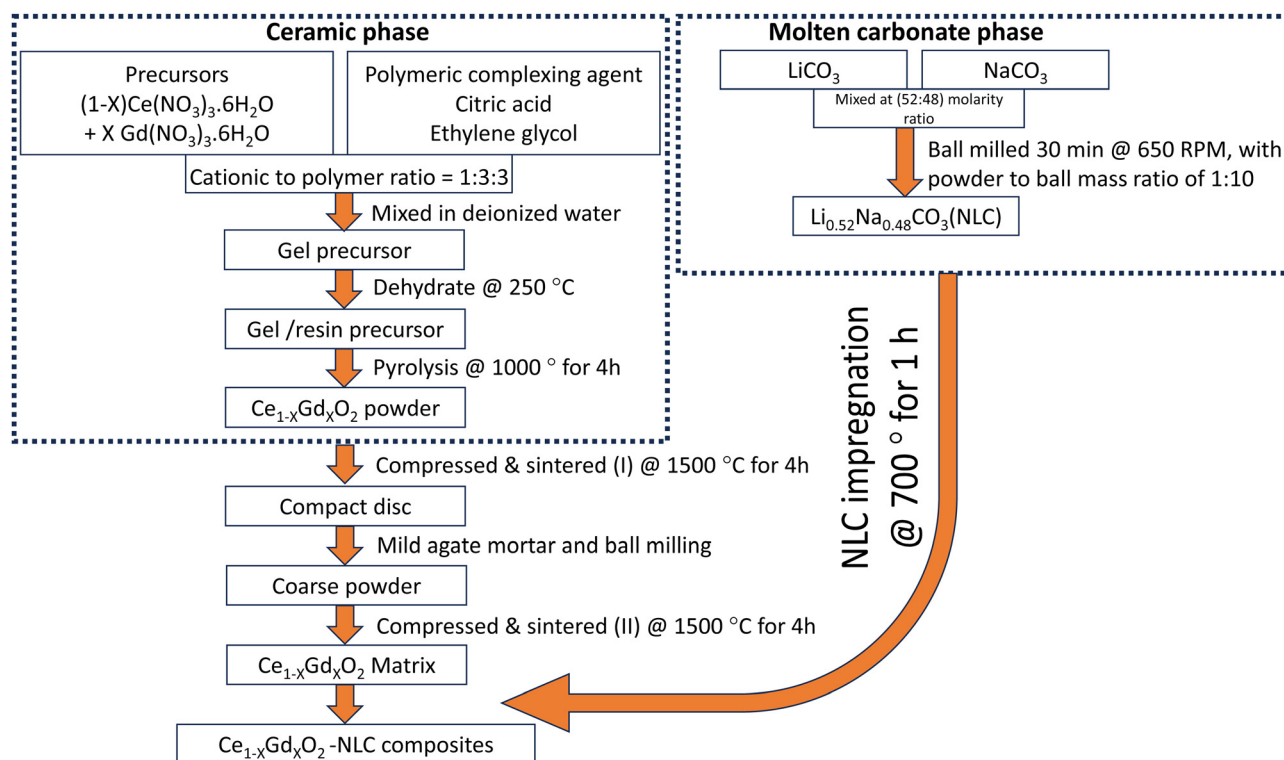 Ceramic phase
Precursors
(1-X)Ce(NO₃)₃.6H₂O
+ X Gd(NO₃)₃.6H₂O
Polymeric complexing agent
Citric acid
Ethylene glycol
Cationic to polymer ratio = 1:3:3
Mixed in deionized water
Gel precursor
Dehydrate @ 250 °C
Gel /resin precursor
Pyrolysis @ 1000 ° for 4h
Ce₁₋ₓGdₓO₂ powder
Compressed & sintered (I) @ 1500 °C for 4h
Compact disc
Mild agate mortar and ball milling
Coarse powder
Compressed & sintered (II) @ 1500 °C for 4h
Ce₁₋ₓGdₓO₂ Matrix
Ce₁₋ₓGdₓO₂ -NLC composites
Molten carbonate phase
LiCO₃
NaCO₃
Mixed at (52:48) molarity
ratio
Ball milled 30 min @ 650 RPM, with
powder to ball mass ratio of 1:10
Li₀.₅₂Na₀.₄₈CO₃(NLC)
NLC impregnation
@ 700 ° for 1 h